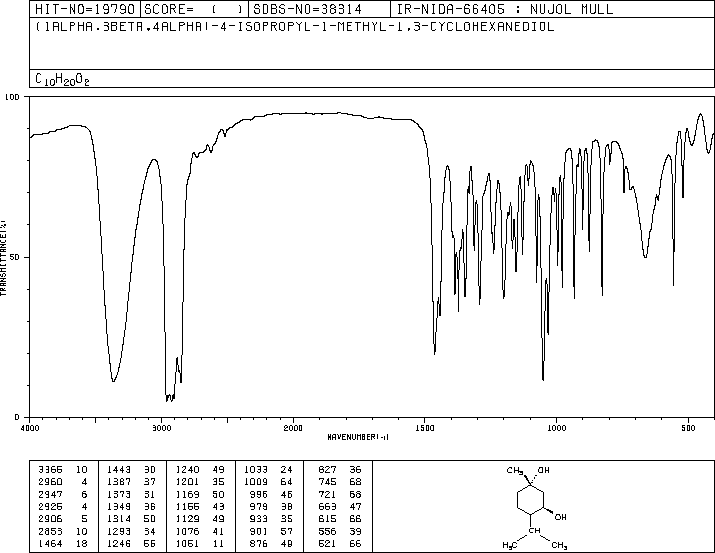 HIT-NO=19790 SCORE= ( ) SDBS-NO=38314 IR-NIDA-66405 : NUJOL MULL
(1ALPHA,3BETA,4ALPHA)-4-ISOPROPYL-1-METHYL-1,3-CYCLOHEXANEDIOL
C10H20O2
100
50
0
TRANSMITTANCE(%)
4000 3000 2000 1500 1000 500
WAVENUMBER(-1)
3366 10 1443 30 1240 49 1033 24 827 36
2960 4 1387 37 1201 35 1009 64 745 68
2947 6 1373 31 1169 50 996 46 721 68
2925 4 1349 36 1155 43 979 38 663 47
2906 5 1314 50 1129 49 933 35 615 66
2853 10 1293 34 1076 41 901 57 556 39
1464 18 1246 66 1051 11 876 49 521 66
CH3 OH
OH
H3C CH3